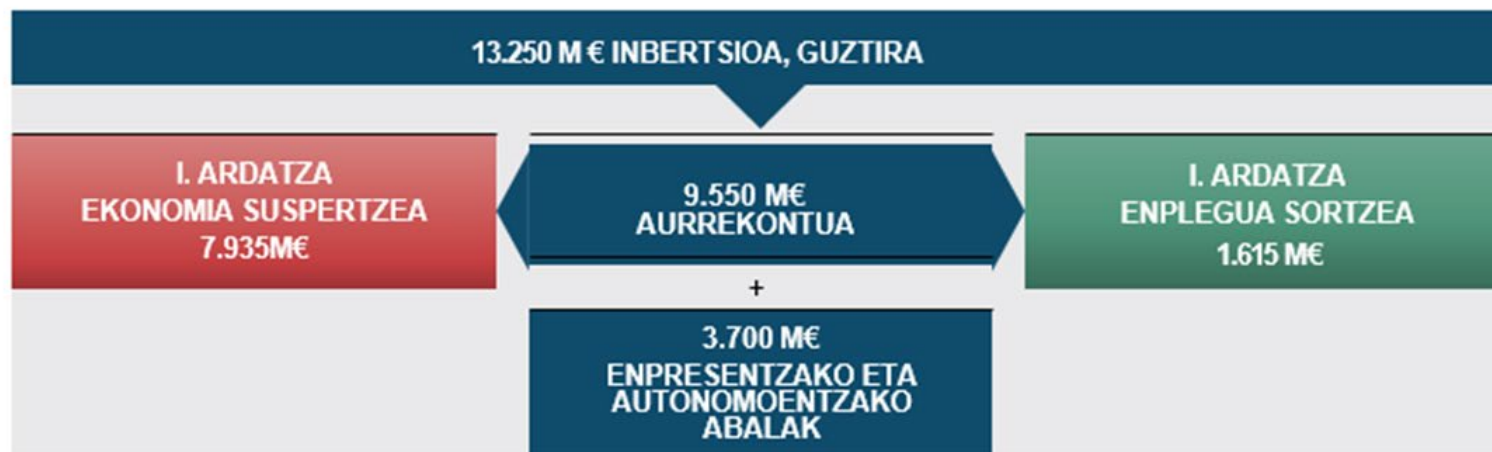 13.250 M € INBERTSIOA, GUZTIRA
I. ARDATZA
EKONOMIA SUSPERTZEA
7.935M€
9.550 M€
AURREKONTUA
I. ARDATZA
ENPLEGUA SORTZEA
1.615 M€
+
3.700 M€
ENPRESENTZAKO ETA
AUTONOMOENTZAKO
ABALAK